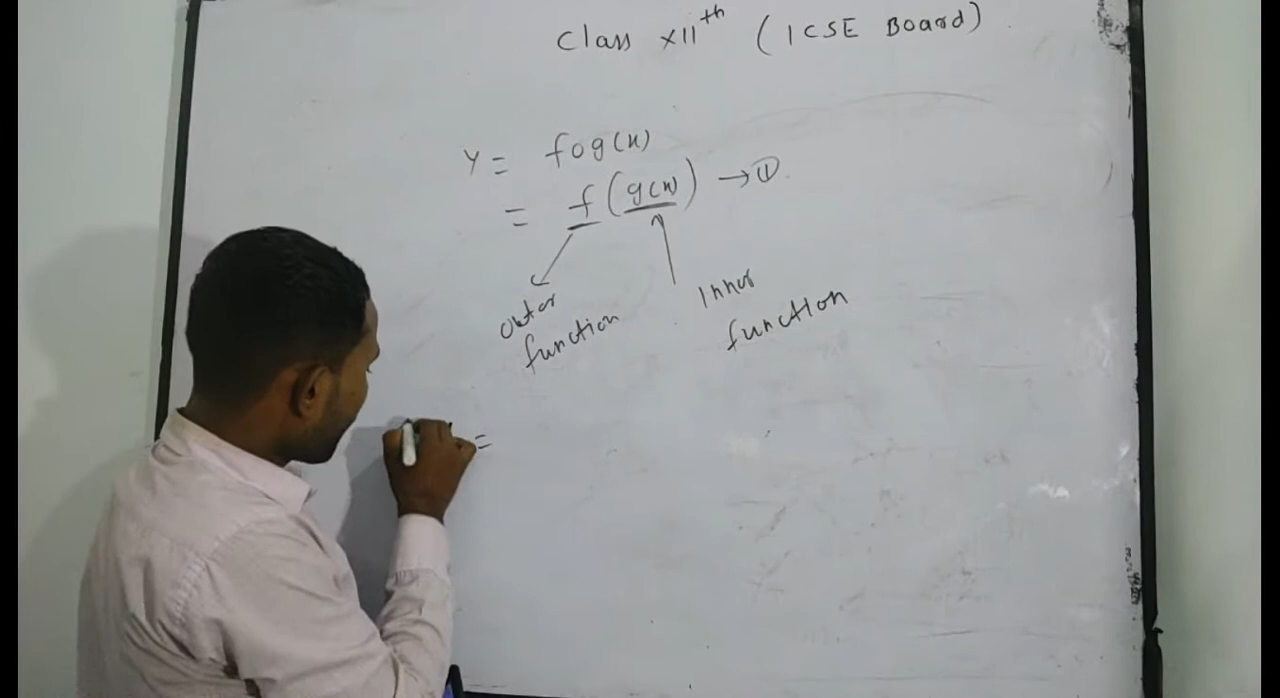 Class XIIth (ICSE Board)
Y = fog(x)
= f(g(x)) → ①
Outer
function
Inner
function
=